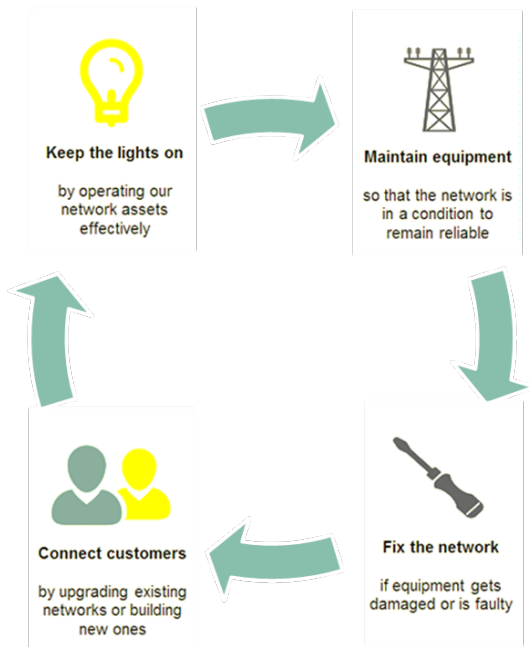 Keep the lights on
by operating our
network assets
effectively
Maintain equipment
so that the network is
in a condition to
remain reliable
Fix the network
if equipment gets
damaged or is faulty
Connect customers
by upgrading existing
networks or building
new ones